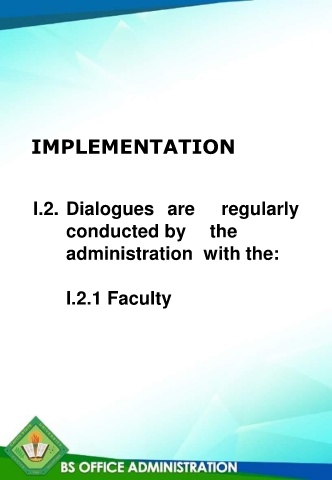 IMPLEMENTATION
I.2. Dialogues are regularly
conducted by the
administration with the:
I.2.1 Faculty
BS OFFICE ADMINISTRATION